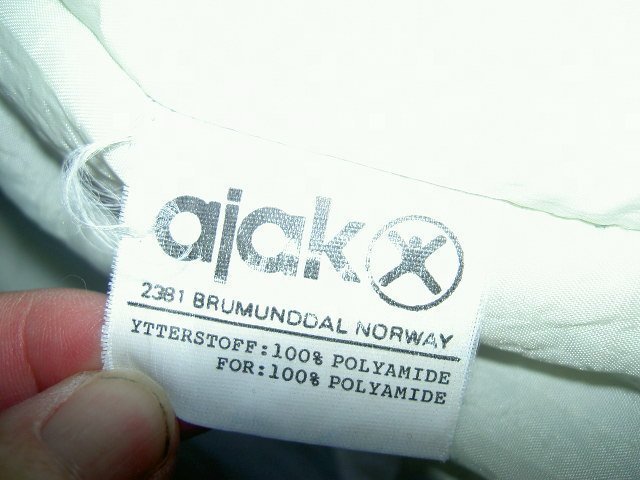 ajak
2381 BRUMUNDDAL NORWAY
YTTERSTOFF:100% POLYAMIDE
FOR:100% POLYAMIDE